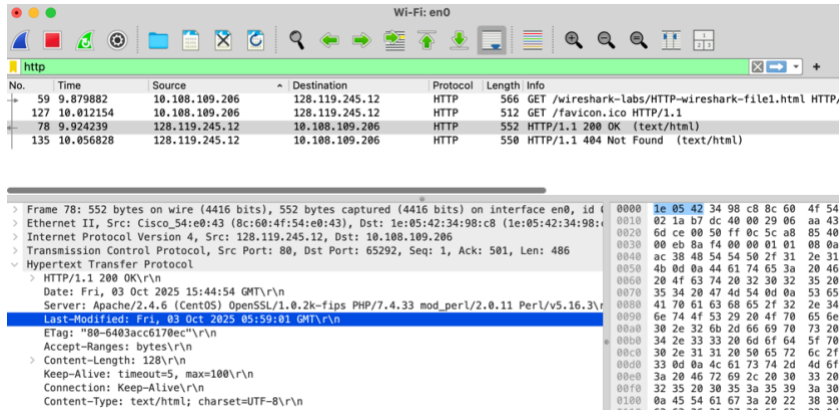 Wi-Fi: en0
http
No. Time Source Destination Protocol Length Info
59 9.879882 10.108.109.206 128.119.245.12 HTTP 566 GET /wireshark-labs/HTTP-wireshark-file1.html HTTP/
127 10.012154 10.108.109.206 128.119.245.12 HTTP 512 GET /favicon.ico HTTP/1.1
78 9.924239 128.119.245.12 10.108.109.206 HTTP 552 HTTP/1.1 200 OK (text/html)
135 10.056828 128.119.245.12 10.108.109.206 HTTP 550 HTTP/1.1 404 Not Found (text/html)
Frame 78: 552 bytes on wire (4416 bits), 552 bytes captured (4416 bits) on interface en0, id
Ethernet II, Src: Cisco_54:e0:43 (8c:60:4f:54:e0:43), Dst: 1e:05:42:34:98:c8 (1e:05:42:34:98:
Internet Protocol Version 4, Src: 128.119.245.12, Dst: 10.108.109.206
Transmission Control Protocol, Src Port: 80, Dst Port: 65292, Seq: 1, Ack: 501, Len: 486
Hypertext Transfer Protocol
HTTP/1.1 200 OK\r\n
Date: Fri, 03 Oct 2025 15:44:54 GMT\r\n
Server: Apache/2.4.6 (CentOS) OpenSSL/1.0.2k-fips PHP/7.4.33 mod_perl/2.0.11 Perl/v5.16.3\r
Last-Modified: Fri, 03 Oct 2025 05:59:01 GMT\r\n
ETag: "80-6403acc6170ec"\r\n
Accept-Ranges: bytes\r\n
Content-Length: 128\r\n
Keep-Alive: timeout=5, max=100\r\n
Connection: Keep-Alive\r\n
Content-Type: text/html; charset=UTF-8\r\n
0000 1e 05 42 34 98 c8 8c 60 4f 54
0010 02 1a b7 dc 40 00 29 06 aa 43
0020 6d ce 00 50 ff 0c 5c a8 85 40
0030 00 eb 8a f4 00 00 01 01 08 0a
0040 ac 38 48 54 54 50 2f 31 2e 31
0050 4b 0d 0a 44 61 74 65 3a 20 46
0060 20 4f 63 74 20 32 30 32 35 20
0070 35 34 20 47 4d 54 0d 0a 53 65
0080 41 70 61 63 68 65 2f 32 2e 34
0090 6e 74 4f 53 29 20 4f 70 65 6e
00a0 30 2e 32 6b 2d 66 69 70 73 20
00b0 34 2e 33 33 20 6d 6f 64 5f 70
00c0 30 2e 31 31 20 50 65 72 6c 2f
00d0 33 0d 0a 4c 61 73 74 2d 4d 6f
00e0 3a 20 46 72 69 2c 20 30 33 20
00f0 32 35 20 30 35 3a 35 39 3a 30
0100 0a 45 54 61 67 3a 20 22 38 30